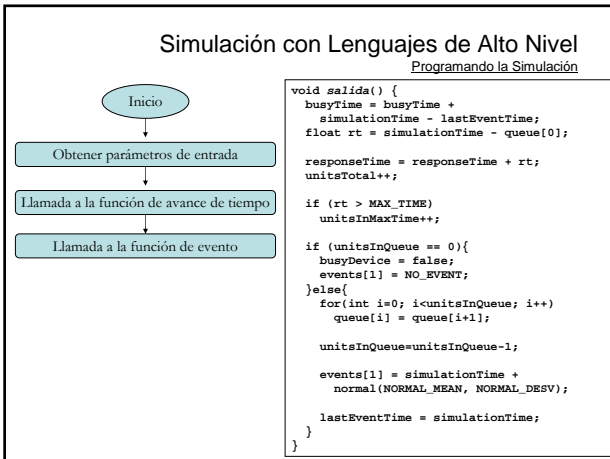 Simulación con Lenguajes de Alto Nivel
Programando la Simulación
Inicio
Obtener parámetros de entrada
Llamada a la función de avance de tiempo
Llamada a la función de evento
void salida() {
busyTime = busyTime +
simulationTime - lastEventTime;
float rt = simulationTime - queue[0];
responseTime = responseTime + rt;
unitsTotal++;
if (rt > MAX_TIME)
unitsInMaxTime++;
if (unitsInQueue == 0){
busyDevice = false;
events[1] = NO_EVENT;
}else{
for(int i=0; i<unitsInQueue; i++)
queue[i] = queue[i+1];
unitsInQueue=unitsInQueue-1;
events[1] = simulationTime +
normal(NORMAL_MEAN, NORMAL_DESV);
lastEventTime = simulationTime;
}
}